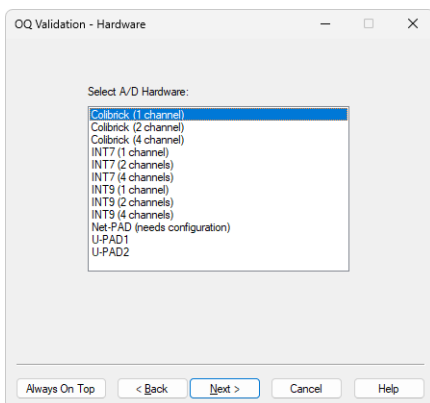 OQ Validation - Hardware
Select A/D Hardware:
Colibrick (1 channel)
Colibrick (2 channel)
Colibrick (4 channel)
INT7 (1 channel)
INT7 (2 channels)
INT7 (4 channels)
INT9 (1 channel)
INT9 (2 channels)
INT9 (4 channels)
Net-PAD (needs configuration)
U-PAD1
U-PAD2
Always On Top < Back Next > Cancel Help